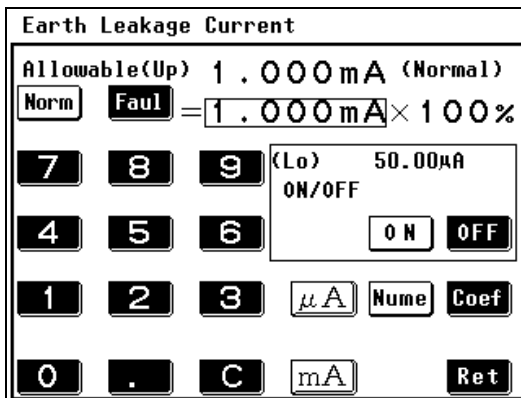 Earth Leakage Current
Allowable(Up) 1.000mA (Normal)
Norm Faul =1.000mA×100%
7 8 9 (Lo) 50.00μA
ON/OFF
4 5 6 ON OFF
1 2 3 μA Nume Coef
0 . C mA Ret